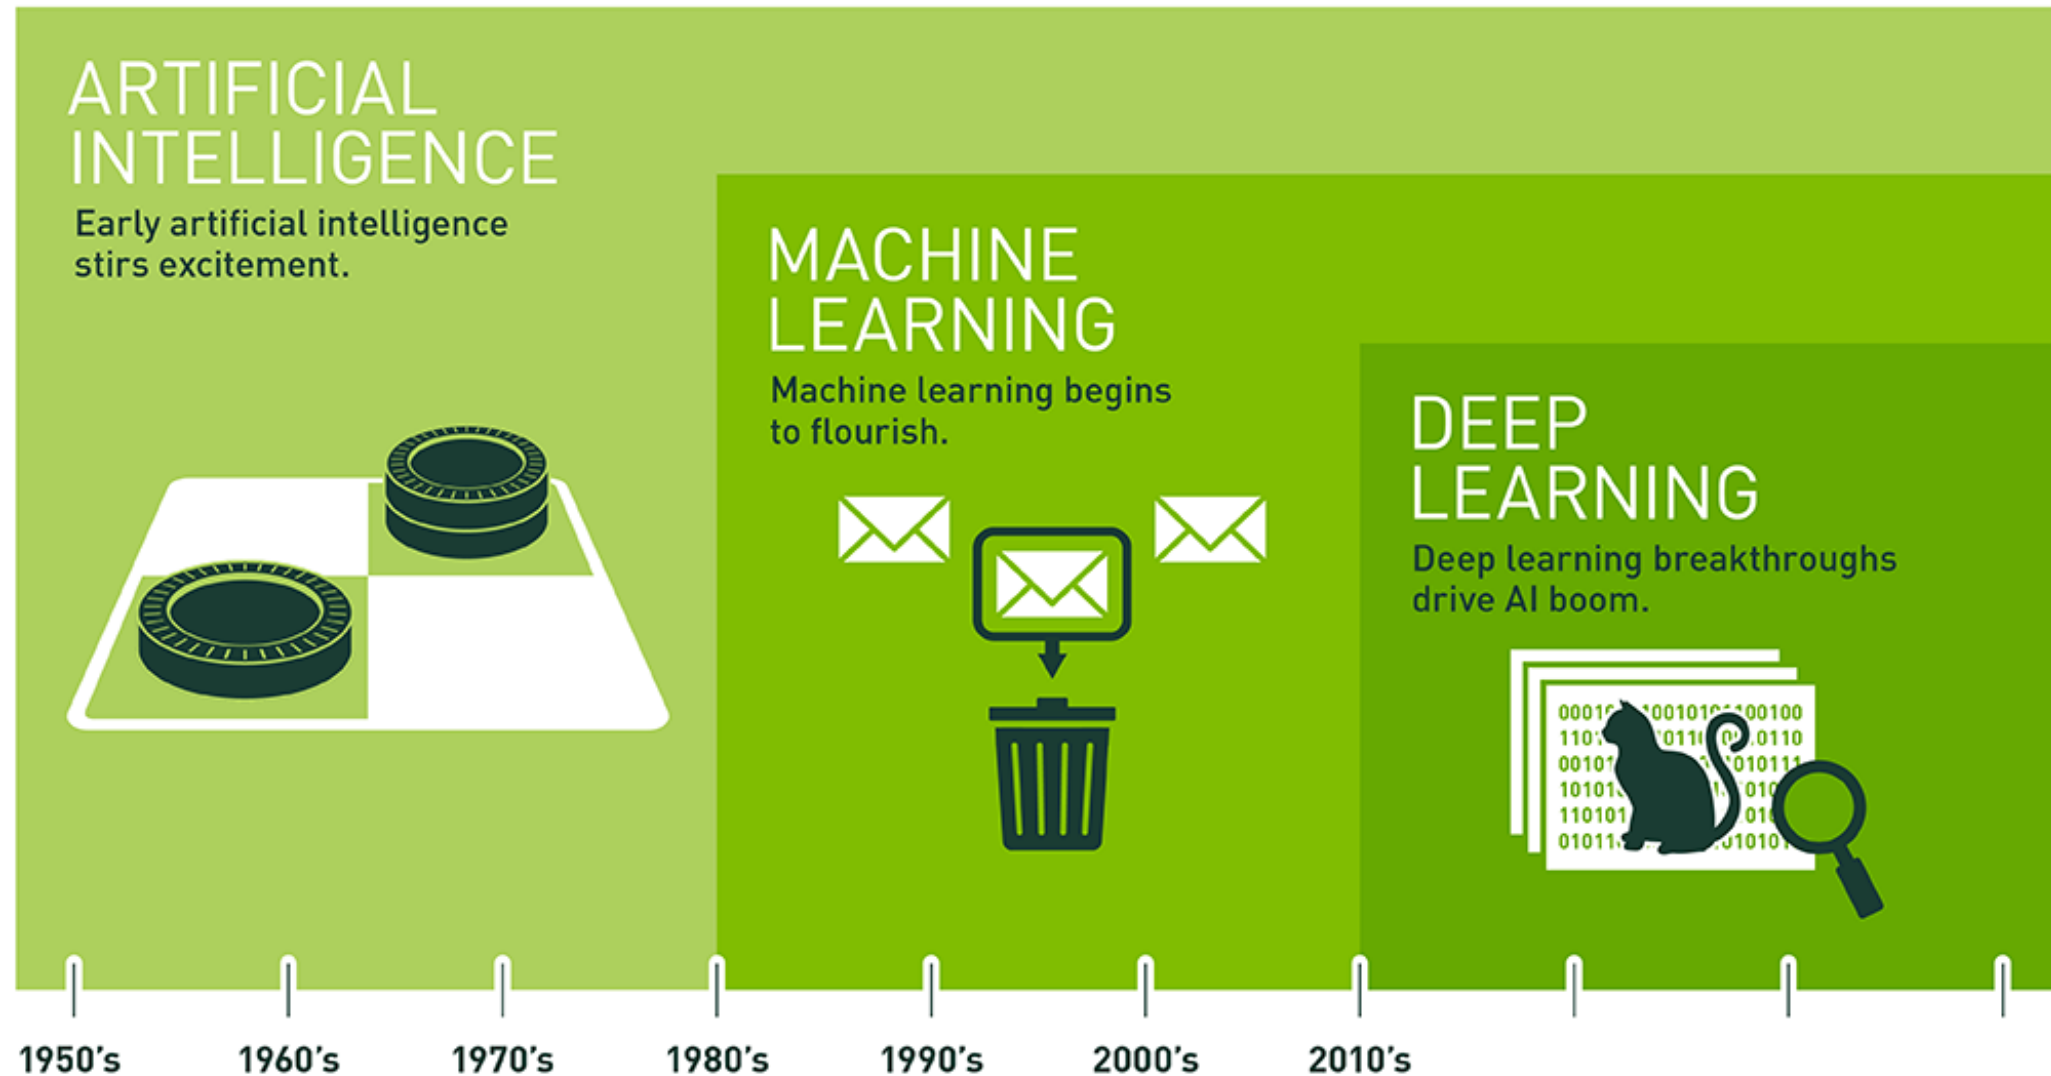 ARTIFICIAL
INTELLIGENCE
Early artificial intelligence
stirs excitement.
MACHINE
LEARNING
Machine learning begins
to flourish.
DEEP
LEARNING
Deep learning breakthroughs
drive AI boom.
1950's
1960's
1970's
1980's
1990's
2000's
2010's